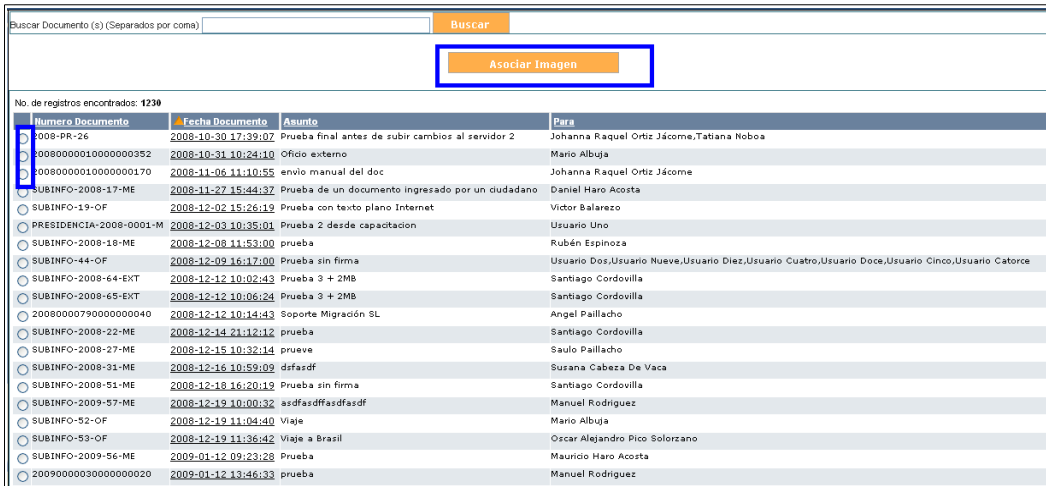 Buscar Documento (s) (Separados por coma) Buscar
Asociar Imagen
No. de registros encontrados: 1230
Numero Documento Fecha Documento Asunto Para
2008-PR-26 2008-10-30 17:39:07 Prueba final antes de subir cambios al servidor 2 Johanna Raquel Ortiz Jácome,Tatiana Noboa
20080000010000000352 2008-10-31 10:24:10 Oficio externo Mario Albuja
20080000010000000170 2008-11-06 11:10:55 envìo manual del doc Johanna Raquel Ortiz Jácome
SUBINFO-2008-17-ME 2008-11-27 15:44:37 Prueba de un documento ingresado por un ciudadano Daniel Haro Acosta
SUBINFO-19-OF 2008-12-02 15:26:19 Prueba con texto plano Internet Victor Balarezo
PRESIDENCIA-2008-0001-M 2008-12-03 10:35:01 Prueba 2 desde capacitacion Usuario Uno
SUBINFO-2008-18-ME 2008-12-08 11:53:00 prueba Rubén Espinoza
SUBINFO-44-OF 2008-12-09 16:17:00 Prueba sin firma Usuario Dos,Usuario Nueve,Usuario Diez,Usuario Cuatro,Usuario Doce,Usuario Cinco,Usuario Catorce
SUBINFO-2008-64-EXT 2008-12-12 10:02:43 Prueba 3 + 2MB Santiago Cordovilla
SUBINFO-2008-65-EXT 2008-12-12 10:06:24 Prueba 3 + 2MB Santiago Cordovilla
20080000790000000040 2008-12-12 10:14:43 Soporte Migración SL Angel Paillacho
SUBINFO-2008-22-ME 2008-12-14 21:12:12 prueba Santiago Cordovilla
SUBINFO-2008-27-ME 2008-12-15 10:32:14 prueve Saulo Paillacho
SUBINFO-2008-31-ME 2008-12-16 10:59:09 dsfasdf Susana Cabeza De Vaca
SUBINFO-2008-51-ME 2008-12-18 16:20:19 Prueba sin firma Santiago Cordovilla
SUBINFO-2009-57-ME 2008-12-19 10:00:32 asdfasdffasdfasdf Manuel Rodriguez
SUBINFO-52-OF 2008-12-19 11:04:40 Viaje Mario Albuja
SUBINFO-53-OF 2008-12-19 11:36:42 Viaje a Brasil Oscar Alejandro Pico Solorzano
SUBINFO-2009-56-ME 2009-01-12 09:23:28 Prueba Mauricio Haro Acosta
20090000030000000020 2009-01-12 13:46:33 prueba Manuel Rodriguez